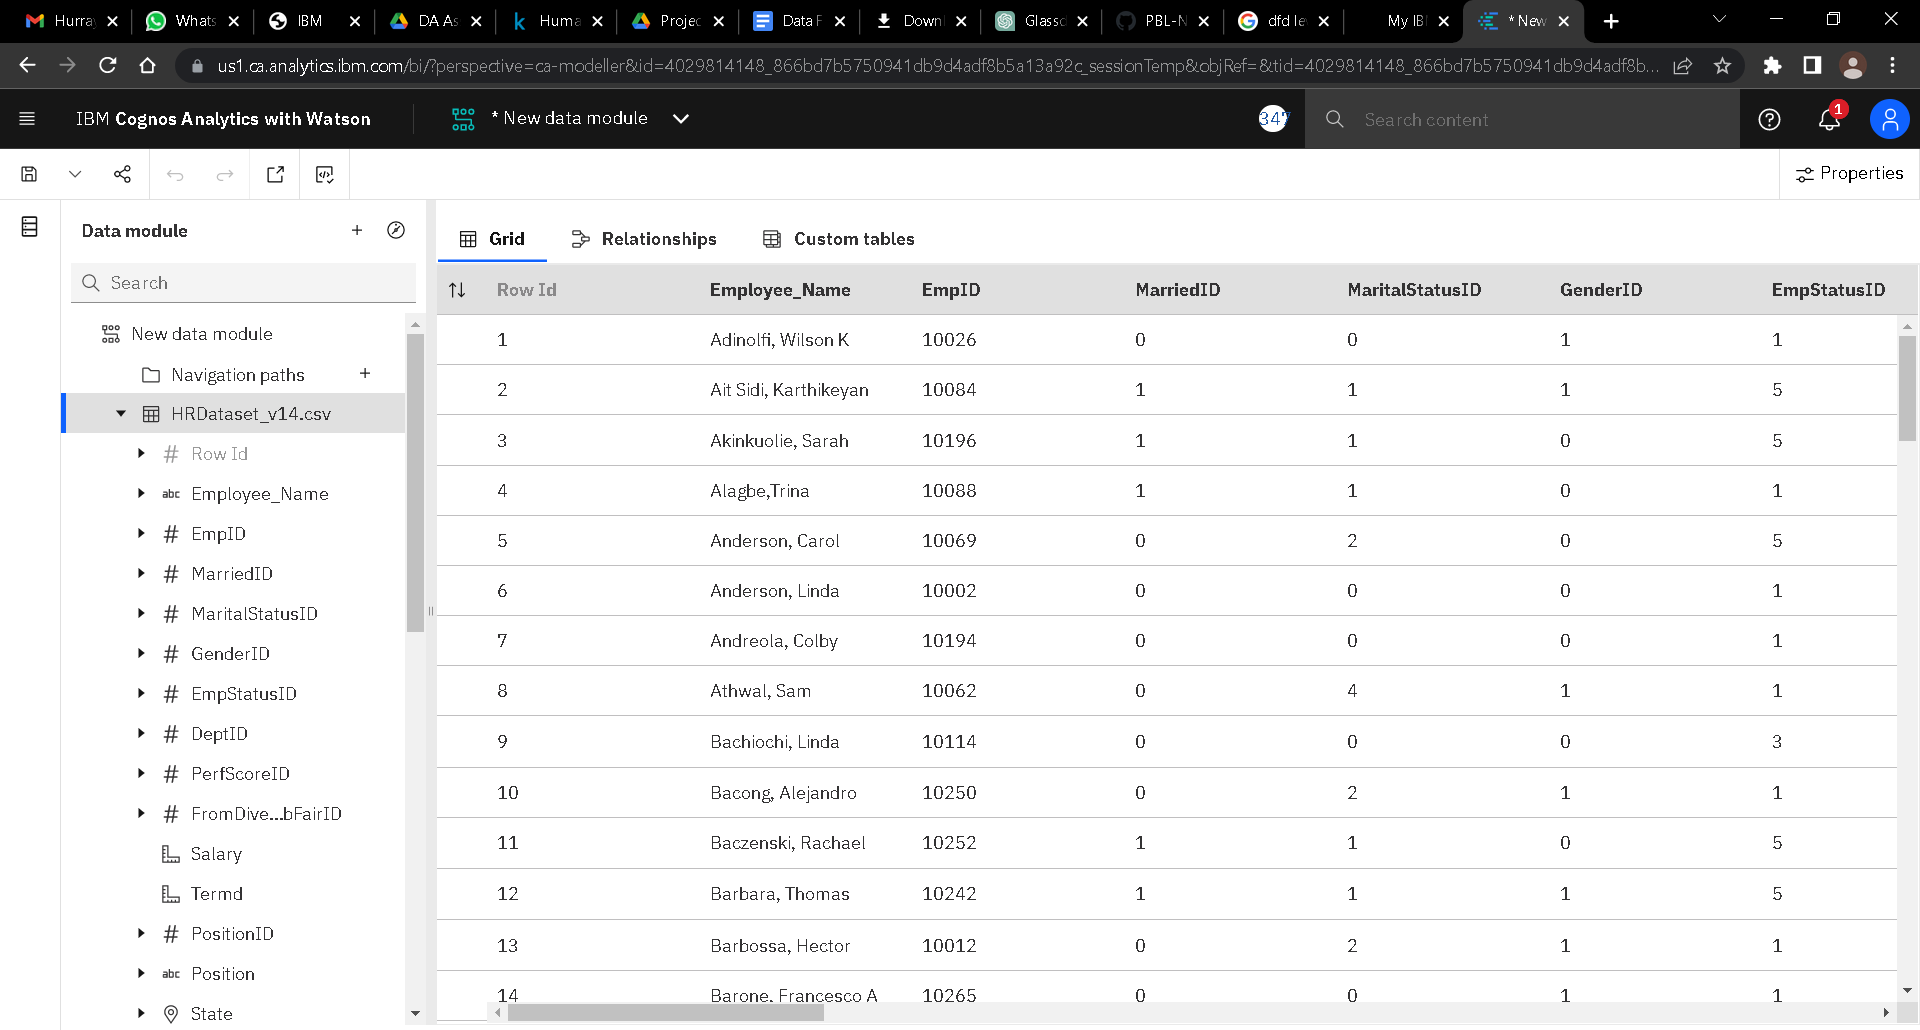 Hurray
Whats
IBM
DA As
Huma
Projec
Data F
Downl
Glassd
PBL-N
dfd lev
My IBM
* New
us1.ca.analytics.ibm.com/bi/?perspective=ca-modeller&id=4029814148_866bd7b5750941db9d4adf8b5a13a92c_sessionTemp&objRef=&tid=4029814148_866bd7b5750941db9d4adf8b...
IBM Cognos Analytics with Watson
* New data module
347
Search content
1
Properties
Data module
Search
New data module
Navigation paths
HRDataset_v14.csv
# Row Id
abc Employee_Name
# EmpID
# MarriedID
# MaritalStatusID
# GenderID
# EmpStatusID
# DeptID
# PerfScoreID
# FromDive...bFairID
Salary
Termd
# PositionID
abc Position
State
Grid Relationships Custom tables
Row Id Employee_Name EmpID MarriedID MaritalStatusID GenderID EmpStatusID
1 Adinolfi, Wilson K 10026 0 0 1 1
2 Ait Sidi, Karthikeyan 10084 1 1 1 5
3 Akinkuolie, Sarah 10196 1 1 0 5
4 Alagbe,Trina 10088 1 1 0 1
5 Anderson, Carol 10069 0 2 0 5
6 Anderson, Linda 10002 0 0 0 1
7 Andreola, Colby 10194 0 0 0 1
8 Athwal, Sam 10062 0 4 1 1
9 Bachiochi, Linda 10114 0 0 0 3
10 Bacong, Alejandro 10250 0 2 1 1
11 Baczenski, Rachael 10252 1 1 0 5
12 Barbara, Thomas 10242 1 1 1 5
13 Barbossa, Hector 10012 0 2 1 1
14 Barone, Francesco A 10265 0 0 1 1